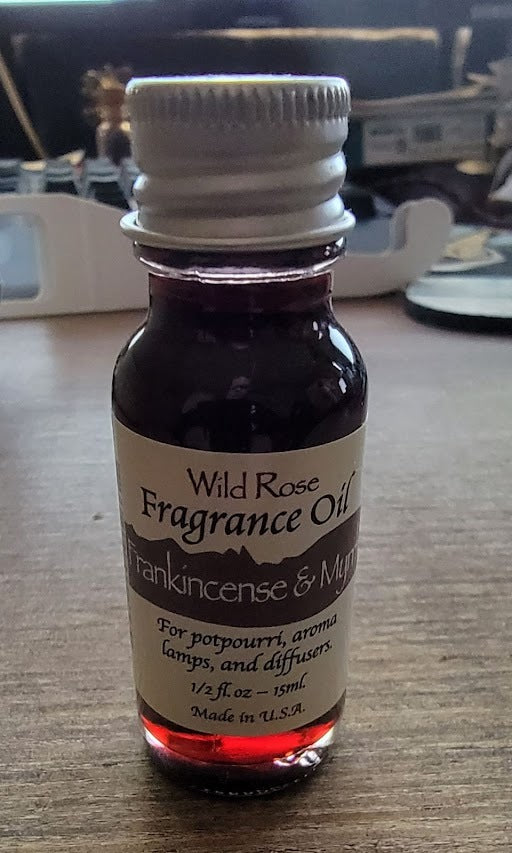 Wild Rose
Fragrance Oil
Frankincense & Myrr
For potpourri, aroma
lamps, and diffusers.
1/2 fl. oz – 15ml.
Made in U.S.A.